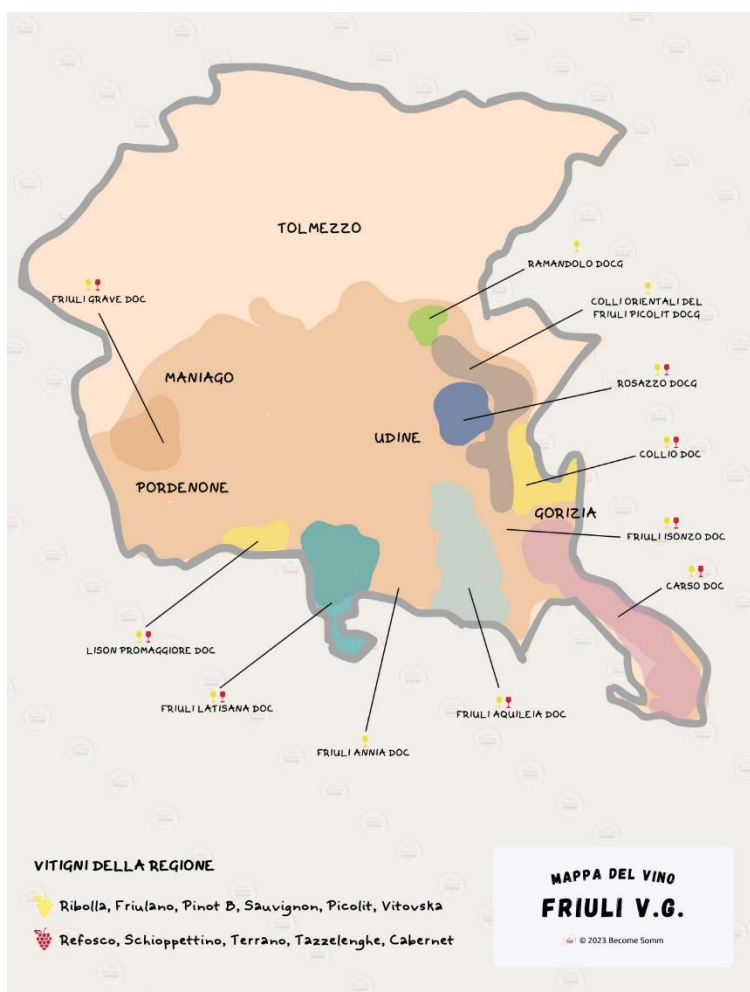 TOLMEZZO
RAMANDOLO DOCG
FRIULI GRAVE DOC
COLLI ORIENTALI DEL
FRIULI PICOLIT DOCG
MANIAGO
ROSAZZO DOCG
UDINE
COLLIO DOC
PORDENONE
GORIZIA
FRIULI ISONZO DOC
CARSO DOC
LISON PROMAGGIORE DOC
FRIULI LATISANA DOC
FRIULI AQUILEIA DOC
FRIULI ANNIA DOC
VITIGNI DELLA REGIONE
Ribolla, Friulano, Pinot B, Sauvignon, Picolit, Vitovska
Refosco, Schioppettino, Terrano, Tazzelenghe, Cabernet
MAPPA DEL VINO
FRIULI V.G.
© 2023 Become Somm